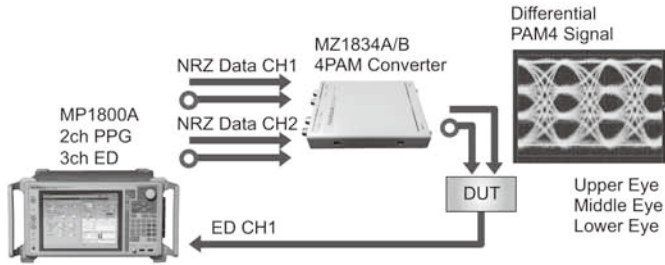 Differential
PAM4 Signal
MZ1834A/B
4PAM Converter
NRZ Data CH1
NRZ Data CH2
MP1800A
2ch PPG
3ch ED
DUT
Upper Eye
Middle Eye
Lower Eye
ED CH1